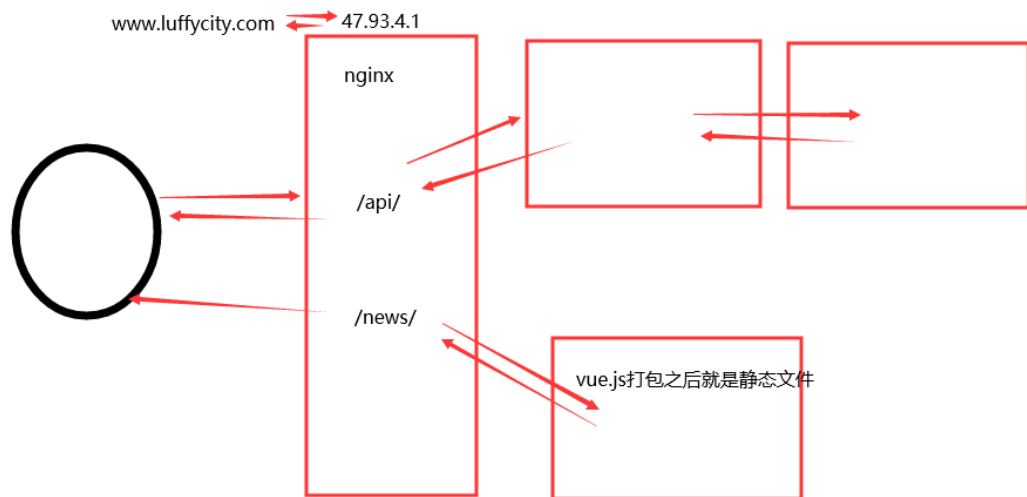 www.luffycity.com
47.93.4.1
nginx
/api/
/news/
vue.js打包之后就是静态文件